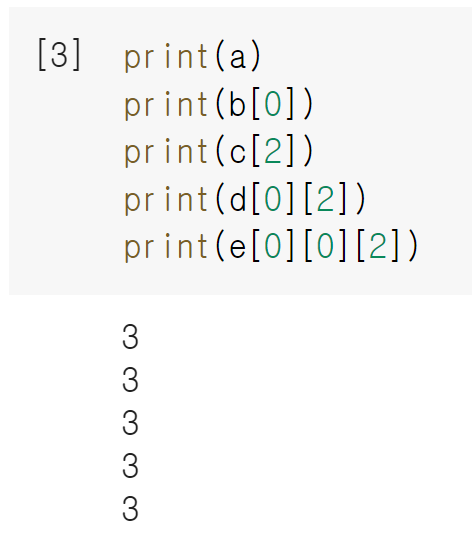 [3] print(a)
print(b[0])
print(c[2])
print(d[0][2])
print(e[0][0][2])
3
3
3
3
3